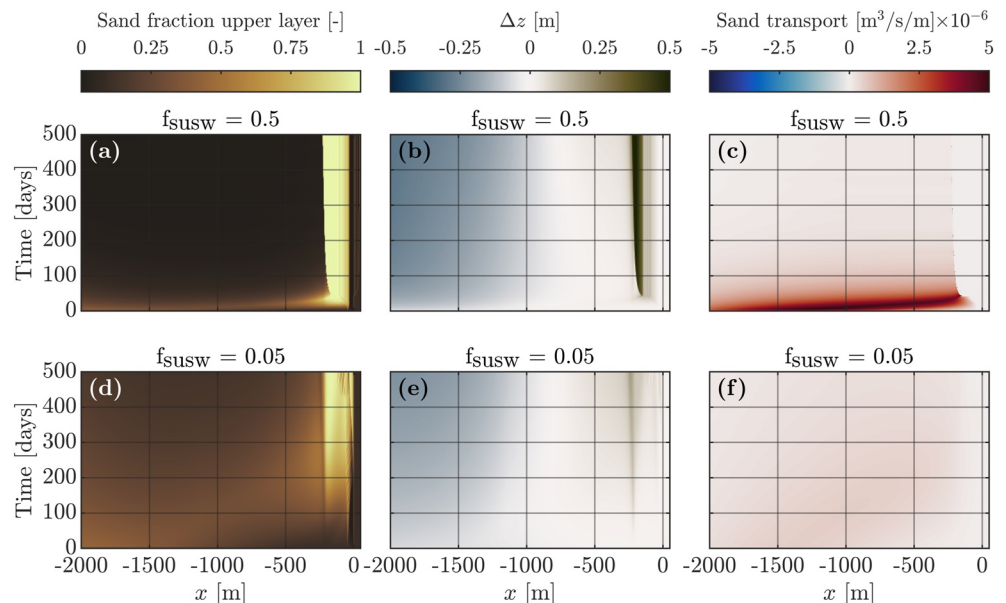 Sand fraction upper layer [-]
Δz [m]
Sand transport [m³/s/m]×10⁻⁶
0 0.25 0.5 0.75 1
-0.5 -0.25 0 0.25 0.5
-5 -2.5 0 2.5 5
f_susw = 0.5
f_susw = 0.5
f_susw = 0.5
(a)
(b)
(c)
Time [days]
500
400
300
200
100
0
f_susw = 0.05
f_susw = 0.05
f_susw = 0.05
(d)
(e)
(f)
Time [days]
500
400
300
200
100
0
-2000 -1500 -1000 -500 0
-2000 -1500 -1000 -500 0
-2000 -1500 -1000 -500 0
x [m]
x [m]
x [m]